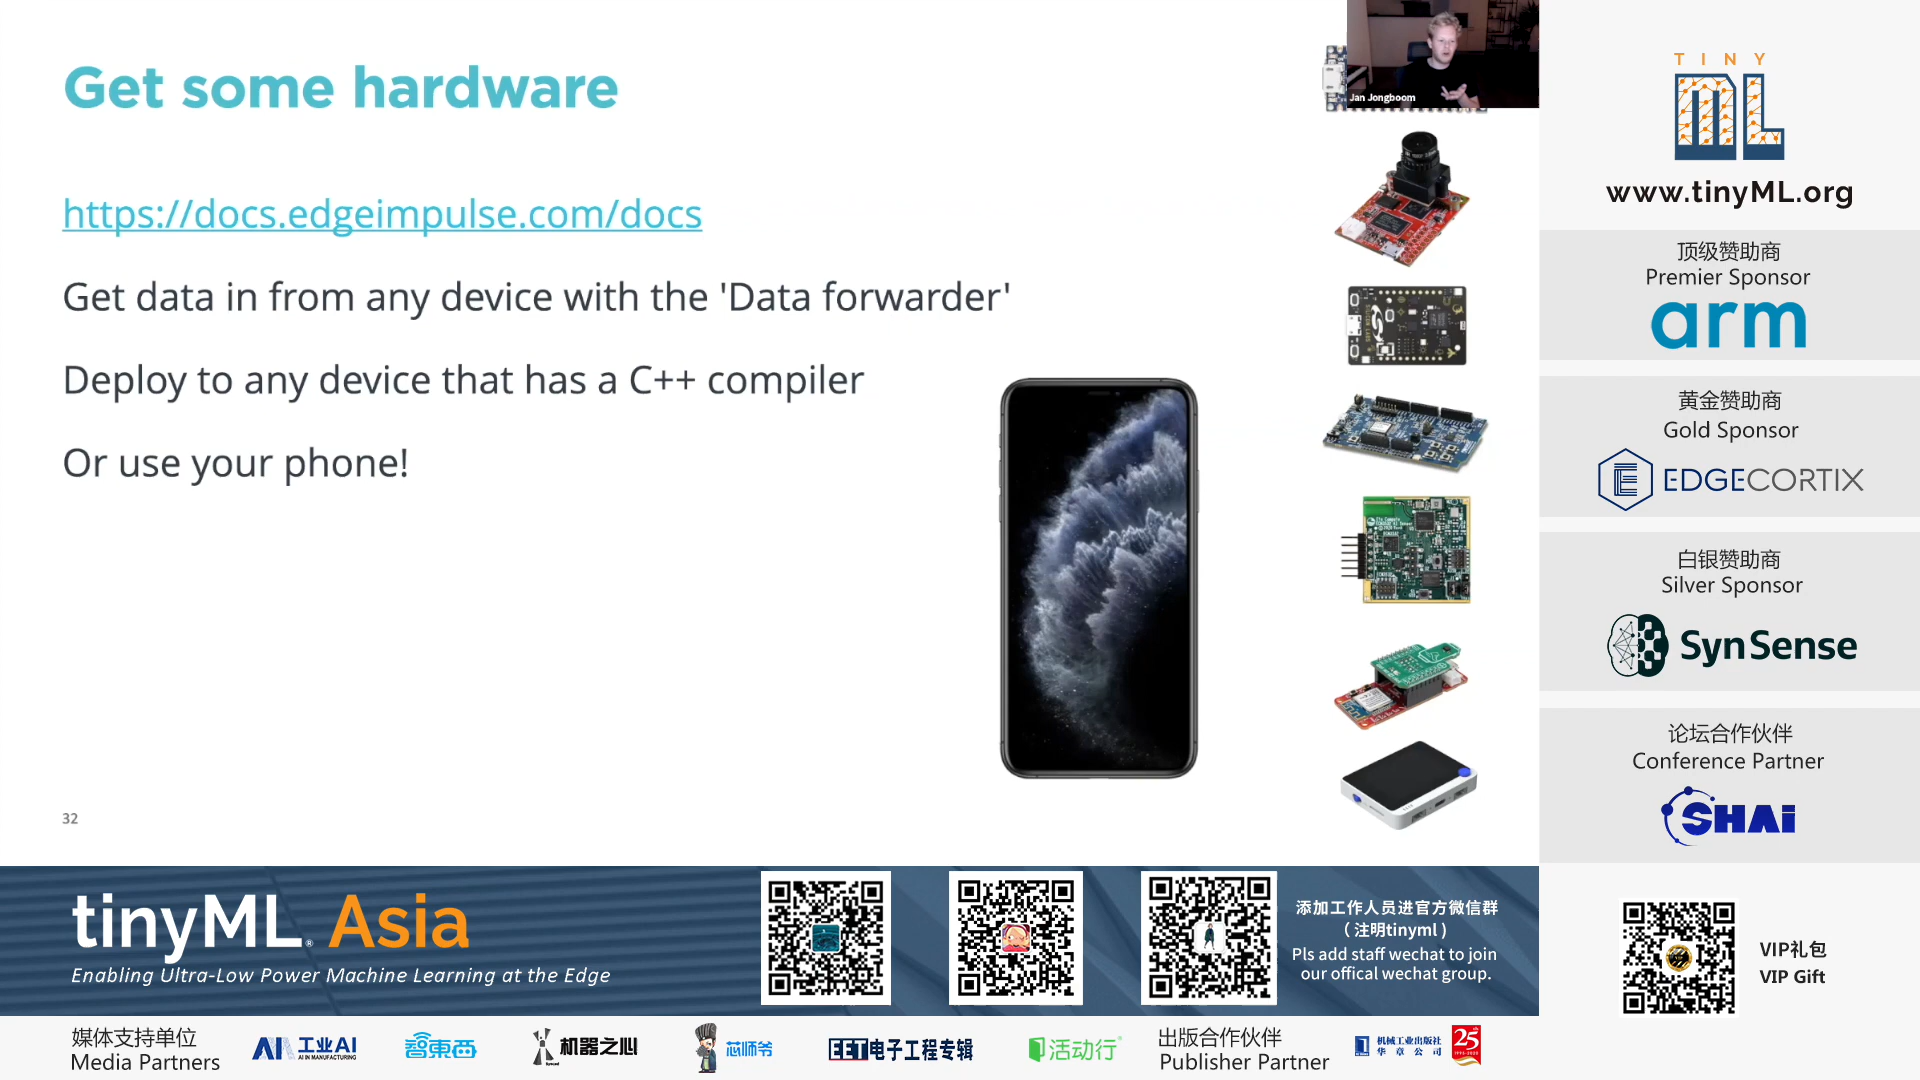 Get some hardware
https://docs.edgeimpulse.com/docs
Get data in from any device with the 'Data forwarder'
Deploy to any device that has a C++ compiler
Or use your phone!
32
Jan Jongboom
TINY
ML
www.tinyML.org
顶级赞助商
Premier Sponsor
arm
黄金赞助商
Gold Sponsor
EDGECORTIX
白银赞助商
Silver Sponsor
SynSense
论坛合作伙伴
Conference Partner
SHAi
tinyML® Asia
Enabling Ultra-Low Power Machine Learning at the Edge
添加工作人员进官方微信群
(注明tinyml)
Pls add staff wechat to join
our offical wechat group.
VIP礼包
VIP Gift
媒体支持单位
Media Partners
工业AI
AI IN MANUFACTURING
智東西
机器之心
Synced
芯师爷
EET电子工程专辑
活动行
出版合作伙伴
Publisher Partner
机械工业出版社
华章公司
25